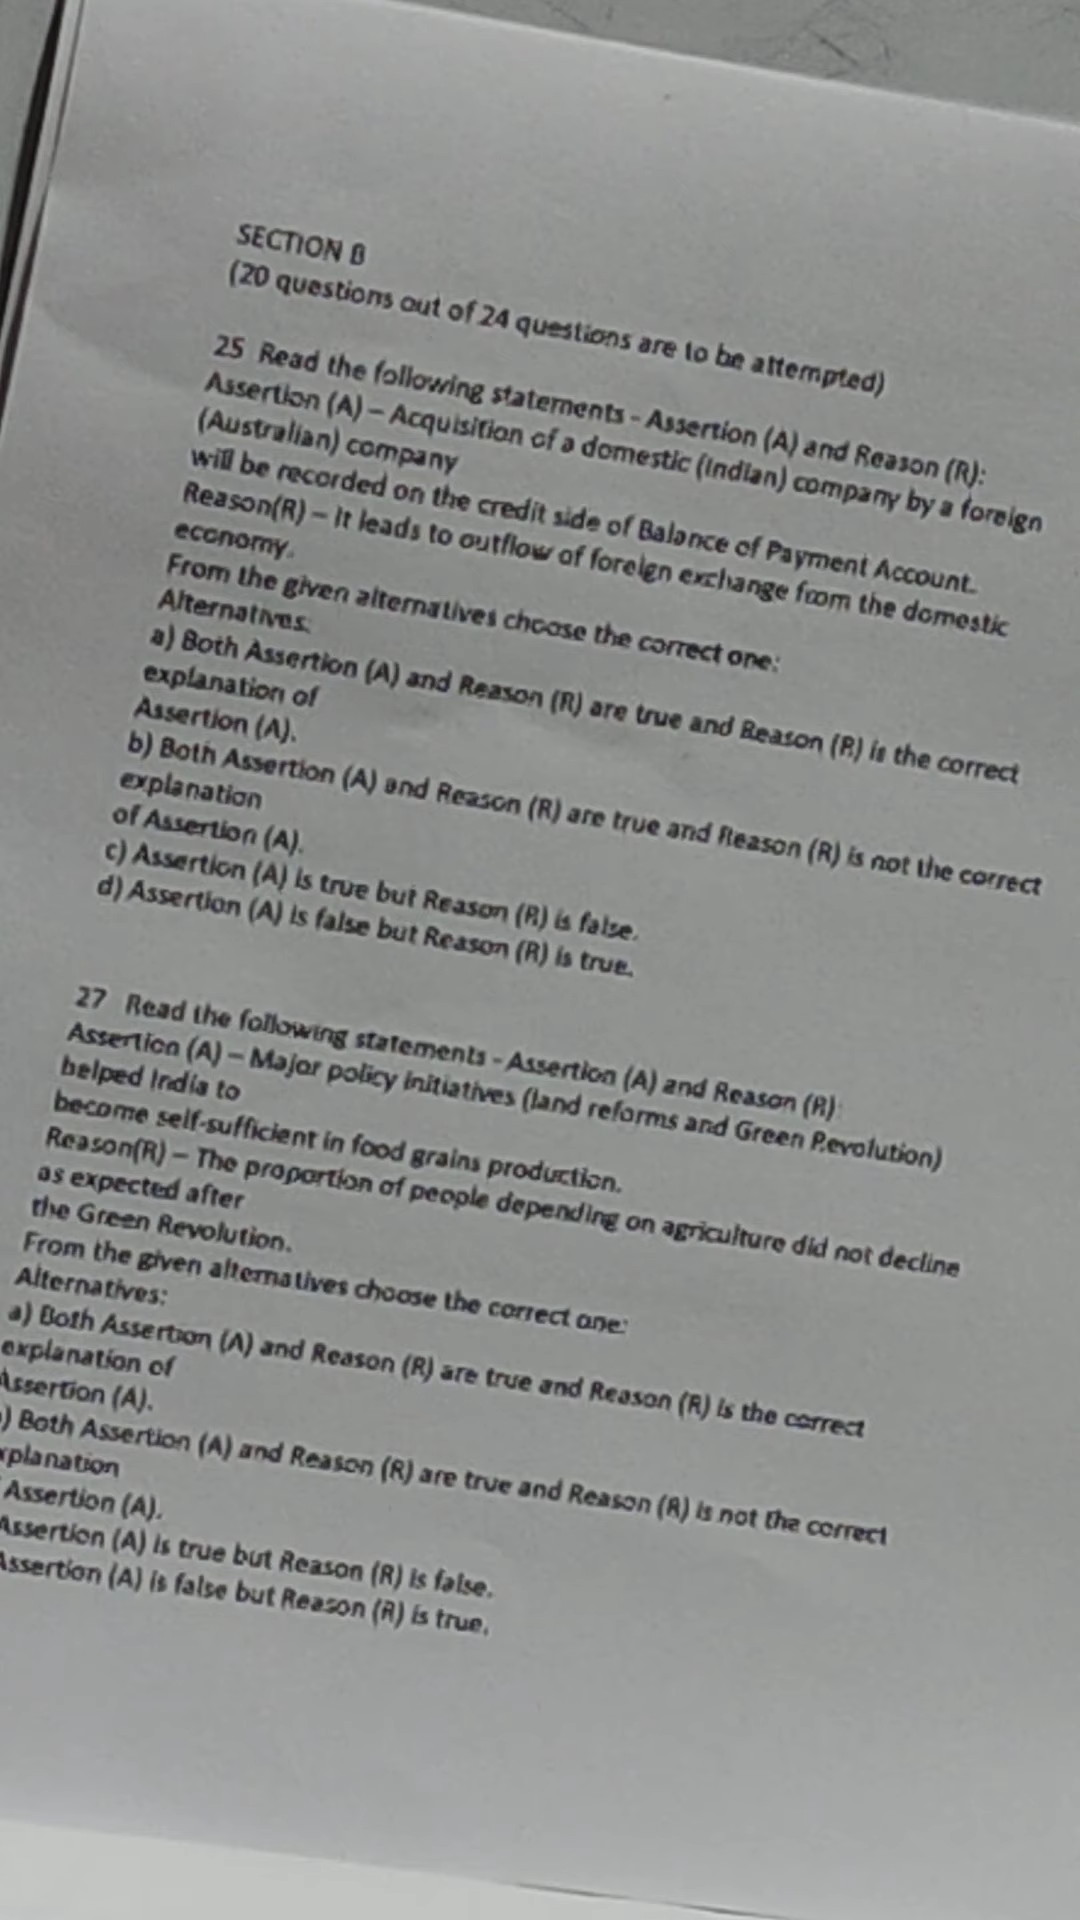 SECTION B
(20 questions out of 24 questions are to be attempted)
25 Read the following statements - Assertion (A) and Reason (R):
Assertion (A) – Acquisition of a domestic (Indian) company by a foreign
(Australian) company
will be recorded on the credit side of Balance of Payment Account.
Reason(R) – It leads to outflow of foreign exchange from the domestic
economy.
From the given alternatives choose the correct one:
Alternatives:
a) Both Assertion (A) and Reason (R) are true and Reason (R) is the correct
explanation of
Assertion (A).
b) Both Assertion (A) and Reason (R) are true and Reason (R) is not the correct
explanation
of Assertion (A).
c) Assertion (A) is true but Reason (R) is false.
d) Assertion (A) is false but Reason (R) is true.
27 Read the following statements - Assertion (A) and Reason (R):
Assertion (A) – Major policy initiatives (land reforms and Green Revolution)
helped India to
become self-sufficient in food grains production.
Reason(R) – The proportion of people depending on agriculture did not decline
as expected after
the Green Revolution.
From the given alternatives choose the correct one:
Alternatives:
a) Both Assertion (A) and Reason (R) are true and Reason (R) is the correct
explanation of
Assertion (A).
) Both Assertion (A) and Reason (R) are true and Reason (R) is not the correct
xplanation
Assertion (A).
Assertion (A) is true but Reason (R) is false.
Assertion (A) is false but Reason (R) is true.